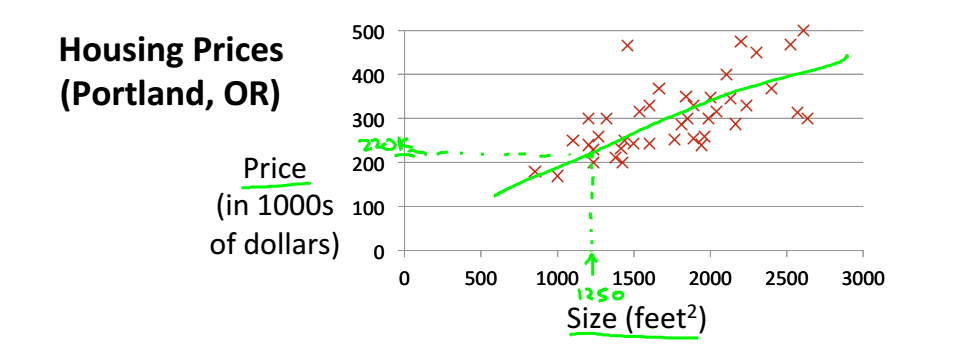 Housing Prices
(Portland, OR)
Price
(in 1000s
of dollars)
500
400
300
220K
200
100
0
0 500 1000 1500 2000 2500 3000
1250
Size (feet²)